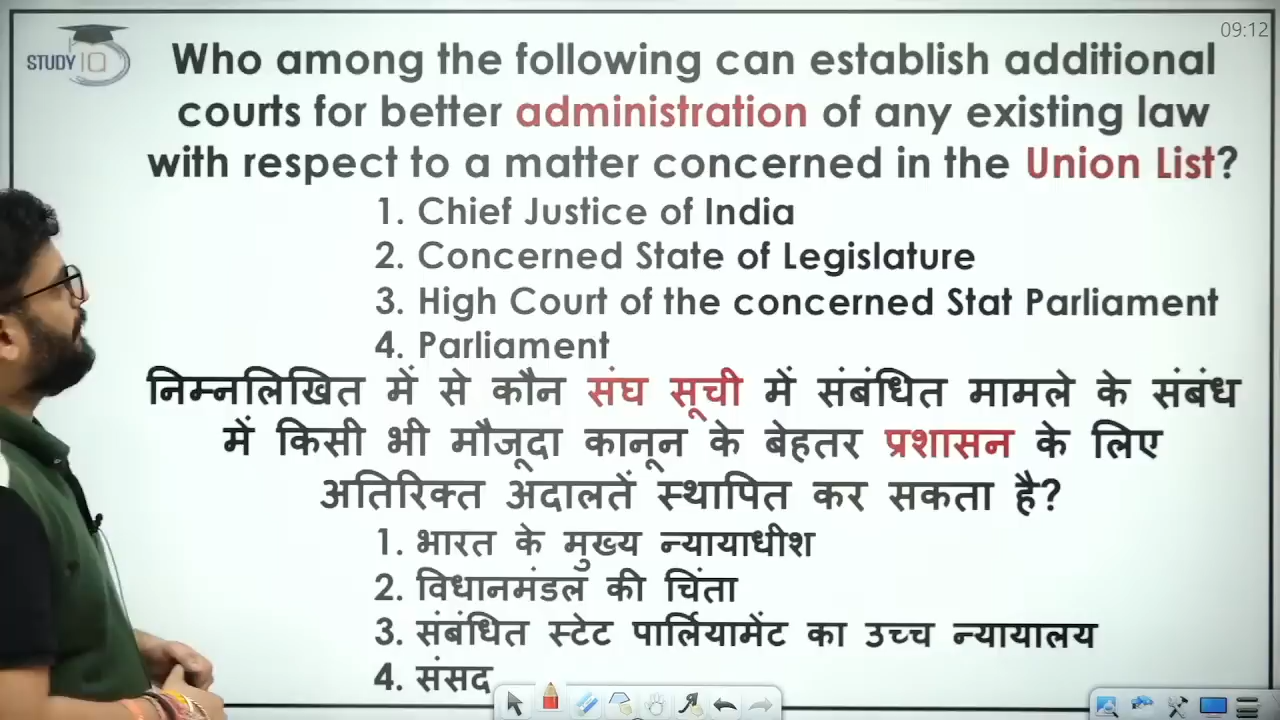 STUDY IQ
09:12
Who among the following can establish additional
courts for better administration of any existing law
with respect to a matter concerned in the Union List?
1. Chief Justice of India
2. Concerned State of Legislature
3. High Court of the concerned Stat Parliament
4. Parliament
निम्नलिखित में से कौन संघ सूची में संबंधित मामले के संबंध
में किसी भी मौजूदा कानून के बेहतर प्रशासन के लिए
अतिरिक्त अदालतें स्थापित कर सकता है?
1. भारत के मुख्य न्यायाधीश
2. विधानमंडल की चिंता
3. संबंधित स्टेट पार्लियामेंट का उच्च न्यायालय
4. संसद